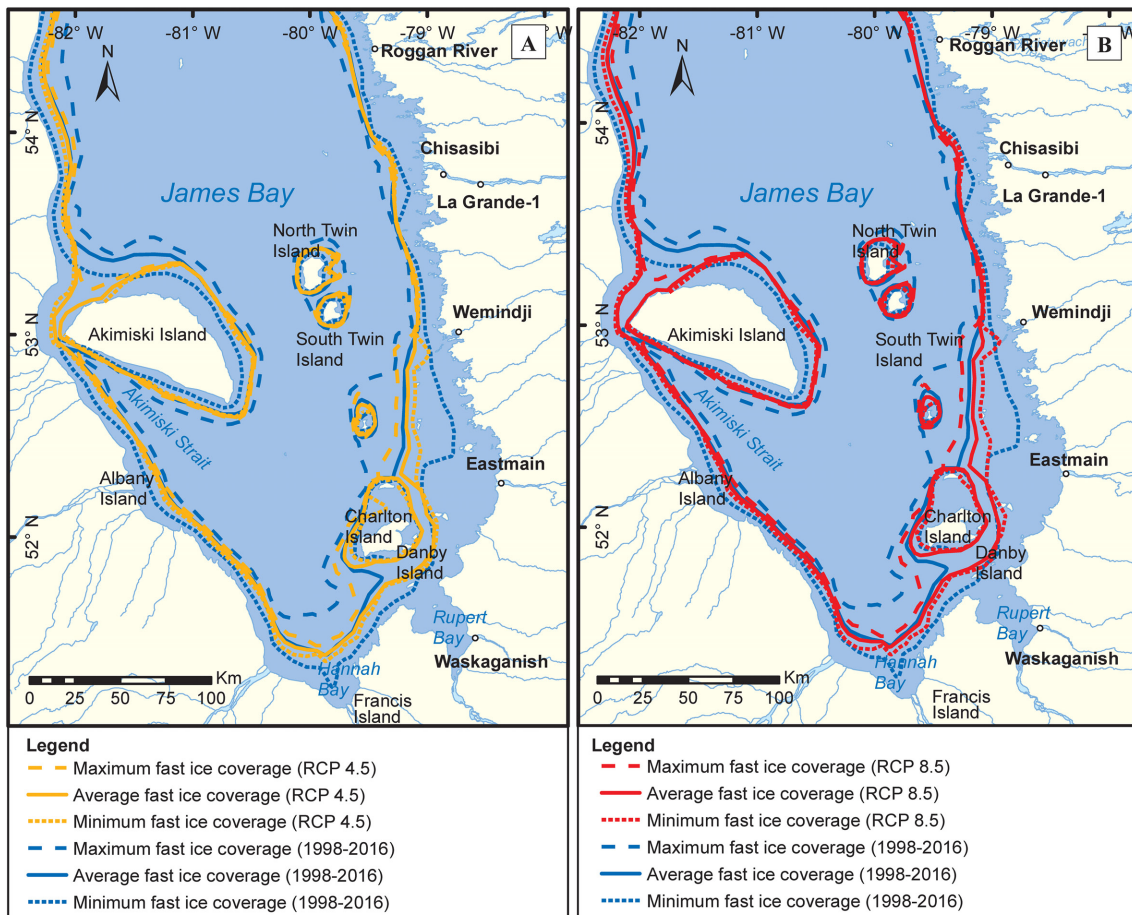 -82° W
-81° W
-80° W
-79° W
N
A
Roggan River
54° N
Chisasibi
La Grande-1
James Bay
North Twin
Island
Akimiski Island
53° N
South Twin
Island
Wemindji
Akimiski Strait
Albany
Island
Eastmain
52° N
Charlton
Island
Danby
Island
Rupert
Bay
Waskaganish
Hannah
Bay
Francis
Island
Km
0 25 50 75 100
Legend
Maximum fast ice coverage (RCP 4.5)
Average fast ice coverage (RCP 4.5)
Minimum fast ice coverage (RCP 4.5)
Maximum fast ice coverage (1998-2016)
Average fast ice coverage (1998-2016)
Minimum fast ice coverage (1998-2016)
-82° W
-81° W
-80° W
-79° W
N
B
Roggan River
54° N
Chisasibi
La Grande-1
James Bay
North Twin
Island
Akimiski Island
53° N
South Twin
Island
Wemindji
Akimiski Strait
Albany
Island
Eastmain
52° N
Charlton
Island
Danby
Island
Rupert
Bay
Waskaganish
Hannah
Bay
Francis
Island
Km
0 25 50 75 100
Legend
Maximum fast ice coverage (RCP 8.5)
Average fast ice coverage (RCP 8.5)
Minimum fast ice coverage (RCP 8.5)
Maximum fast ice coverage (1998-2016)
Average fast ice coverage (1998-2016)
Minimum fast ice coverage (1998-2016)